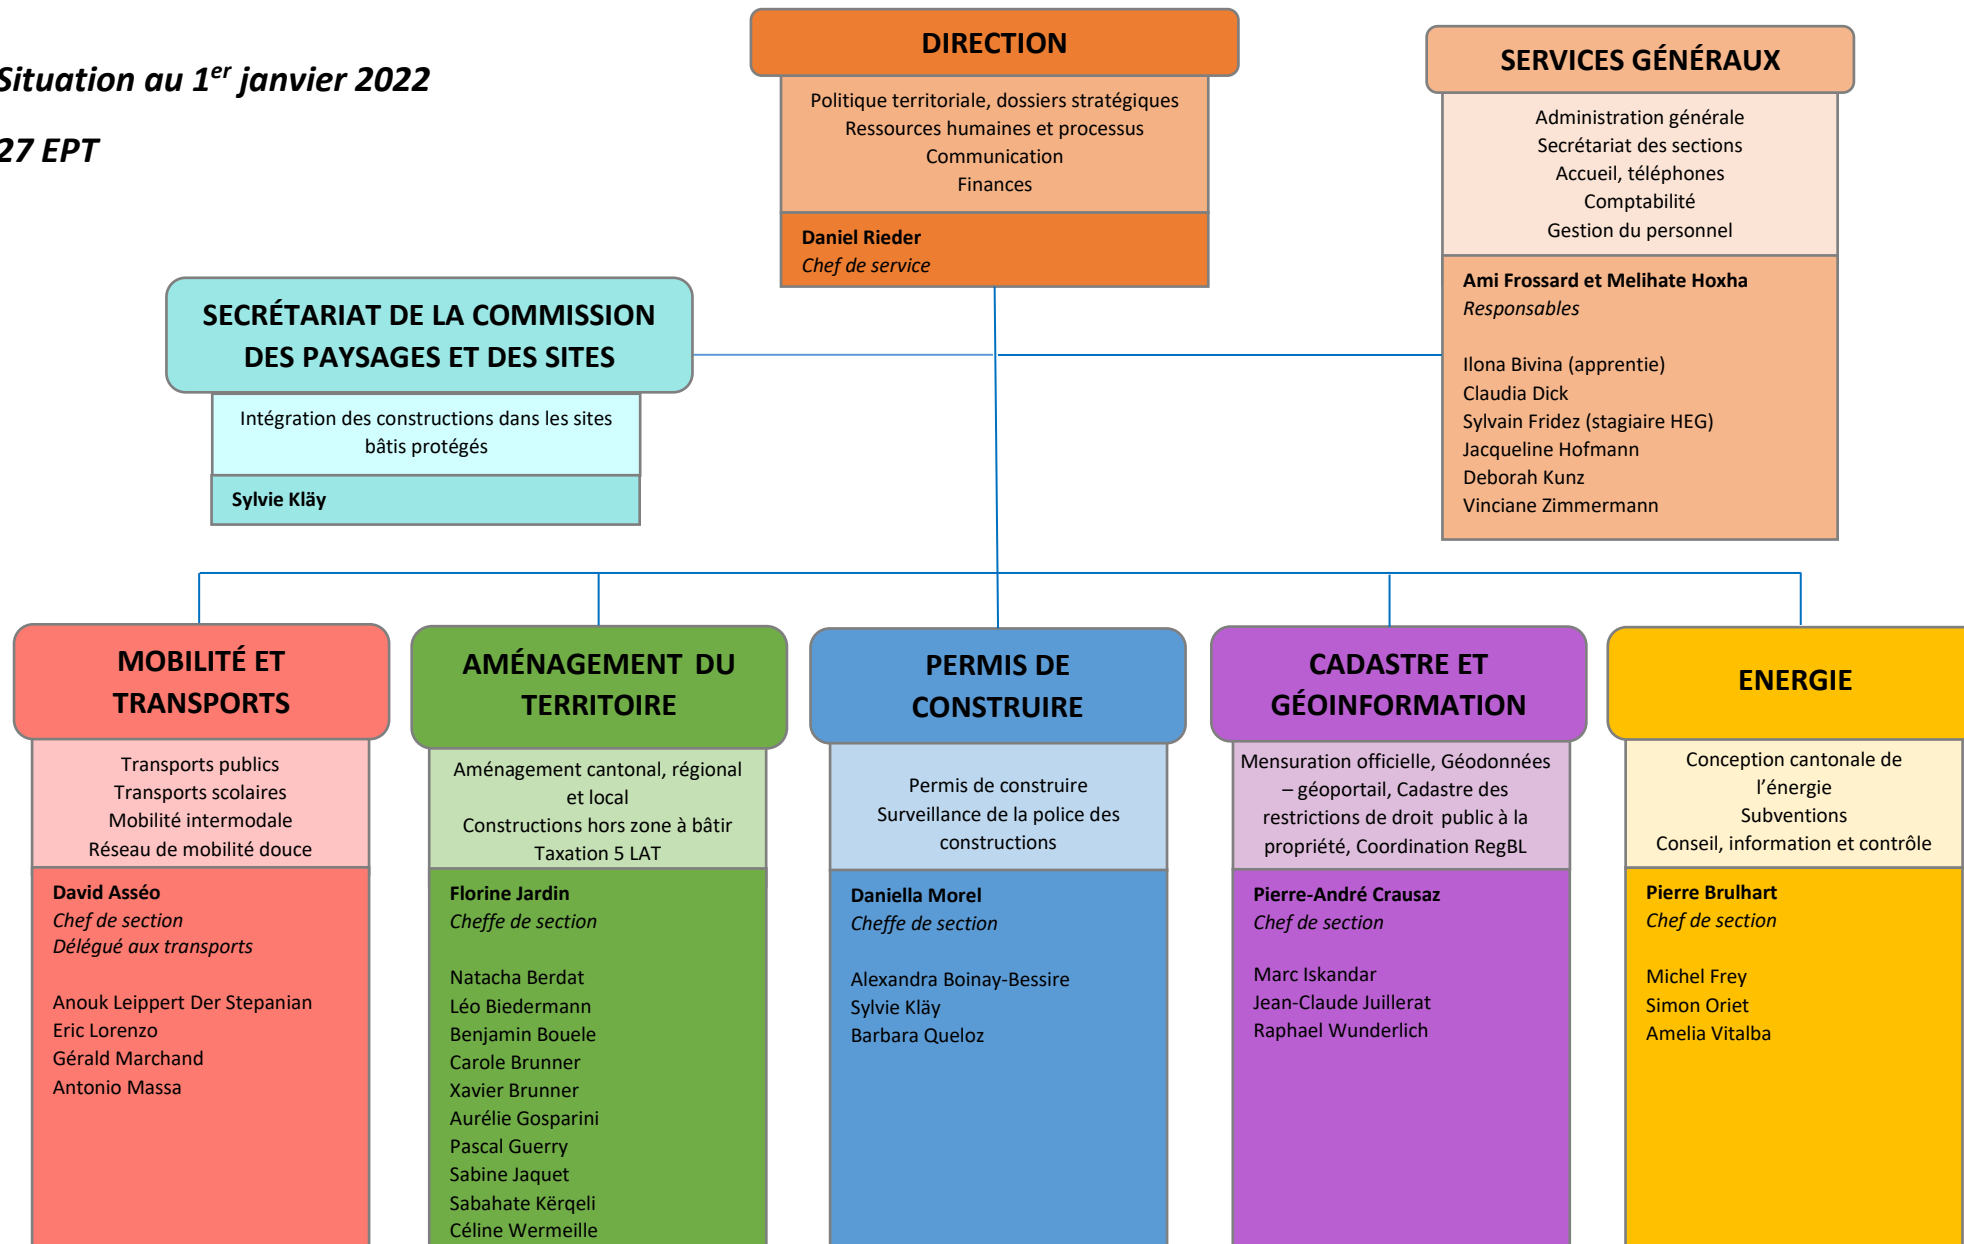 Situation au 1er janvier 2022
27 EPT
DIRECTION
Politique territoriale, dossiers stratégiques
Ressources humaines et processus
Communication
Finances
Daniel Rieder
Chef de service
SERVICES GÉNÉRAUX
Administration générale
Secrétariat des sections
Accueil, téléphones
Comptabilité
Gestion du personnel
Ami Frossard et Melihate Hoxha
Responsables
Ilona Bivina (apprentie)
Claudia Dick
Sylvain Fridez (stagiaire HEG)
Jacqueline Hofmann
Deborah Kunz
Vinciane Zimmermann
SECRÉTARIAT DE LA COMMISSION
DES PAYSAGES ET DES SITES
Intégration des constructions dans les sites
bâtis protégés
Sylvie Kläy
MOBILITÉ ET
TRANSPORTS
Transports publics
Transports scolaires
Mobilité intermodale
Réseau de mobilité douce
David Asséo
Chef de section
Délégué aux transports
Anouk Leippert Der Stepanian
Eric Lorenzo
Gérald Marchand
Antonio Massa
AMÉNAGEMENT DU
TERRITOIRE
Aménagement cantonal, régional
et local
Constructions hors zone à bâtir
Taxation 5 LAT
Florine Jardin
Cheffe de section
Natacha Berdat
Léo Biedermann
Benjamin Bouele
Carole Brunner
Xavier Brunner
Aurélie Gosparini
Pascal Guerry
Sabine Jaquet
Sabahate Kërqeli
Céline Wermeille
PERMIS DE
CONSTRUIRE
Permis de construire
Surveillance de la police des
constructions
Daniella Morel
Cheffe de section
Alexandra Boinay-Bessire
Sylvie Kläy
Barbara Queloz
CADASTRE ET
GÉOINFORMATION
Mensuration officielle, Géodonnées
– géoportail, Cadastre des
restrictions de droit public à la
propriété, Coordination RegBL
Pierre-André Crausaz
Chef de section
Marc Iskandar
Jean-Claude Juillerat
Raphael Wunderlich
ENERGIE
Conception cantonale de
l'énergie
Subventions
Conseil, information et contrôle
Pierre Brulhart
Chef de section
Michel Frey
Simon Oriet
Amelia Vitalba